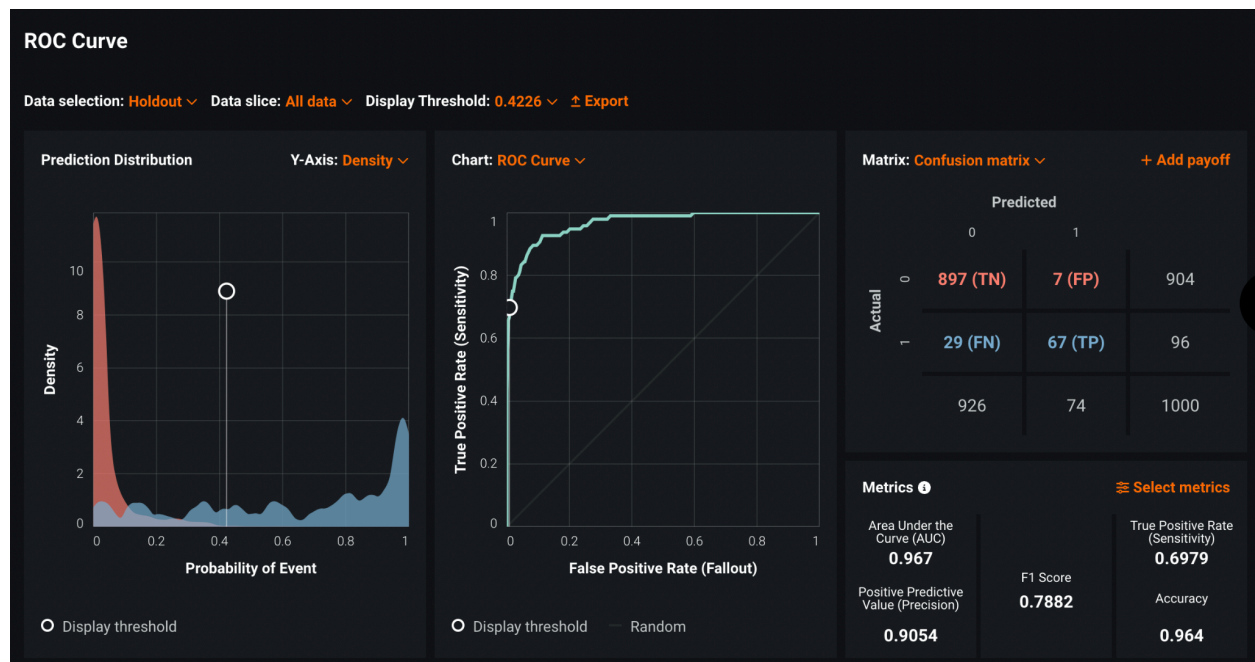 ROC Curve
Data selection: Holdout Data slice: All data Display Threshold: 0.4226 Export
Prediction Distribution Y-Axis: Density
10
8
6
4
2
0
Density
0 0.2 0.4 0.6 0.8 1
Probability of Event
Display threshold
Chart: ROC Curve
1
0.8
0.6
0.4
0.2
0
True Positive Rate (Sensitivity)
0 0.2 0.4 0.6 0.8 1
False Positive Rate (Fallout)
Display threshold Random
Matrix: Confusion matrix + Add payoff
Predicted
0 1
Actual
0 897 (TN) 7 (FP) 904
1 29 (FN) 67 (TP) 96
926 74 1000
Metrics Select metrics
Area Under the
Curve (AUC)
0.967
Positive Predictive
Value (Precision)
0.9054
F1 Score
0.7882
True Positive Rate
(Sensitivity)
0.6979
Accuracy
0.964